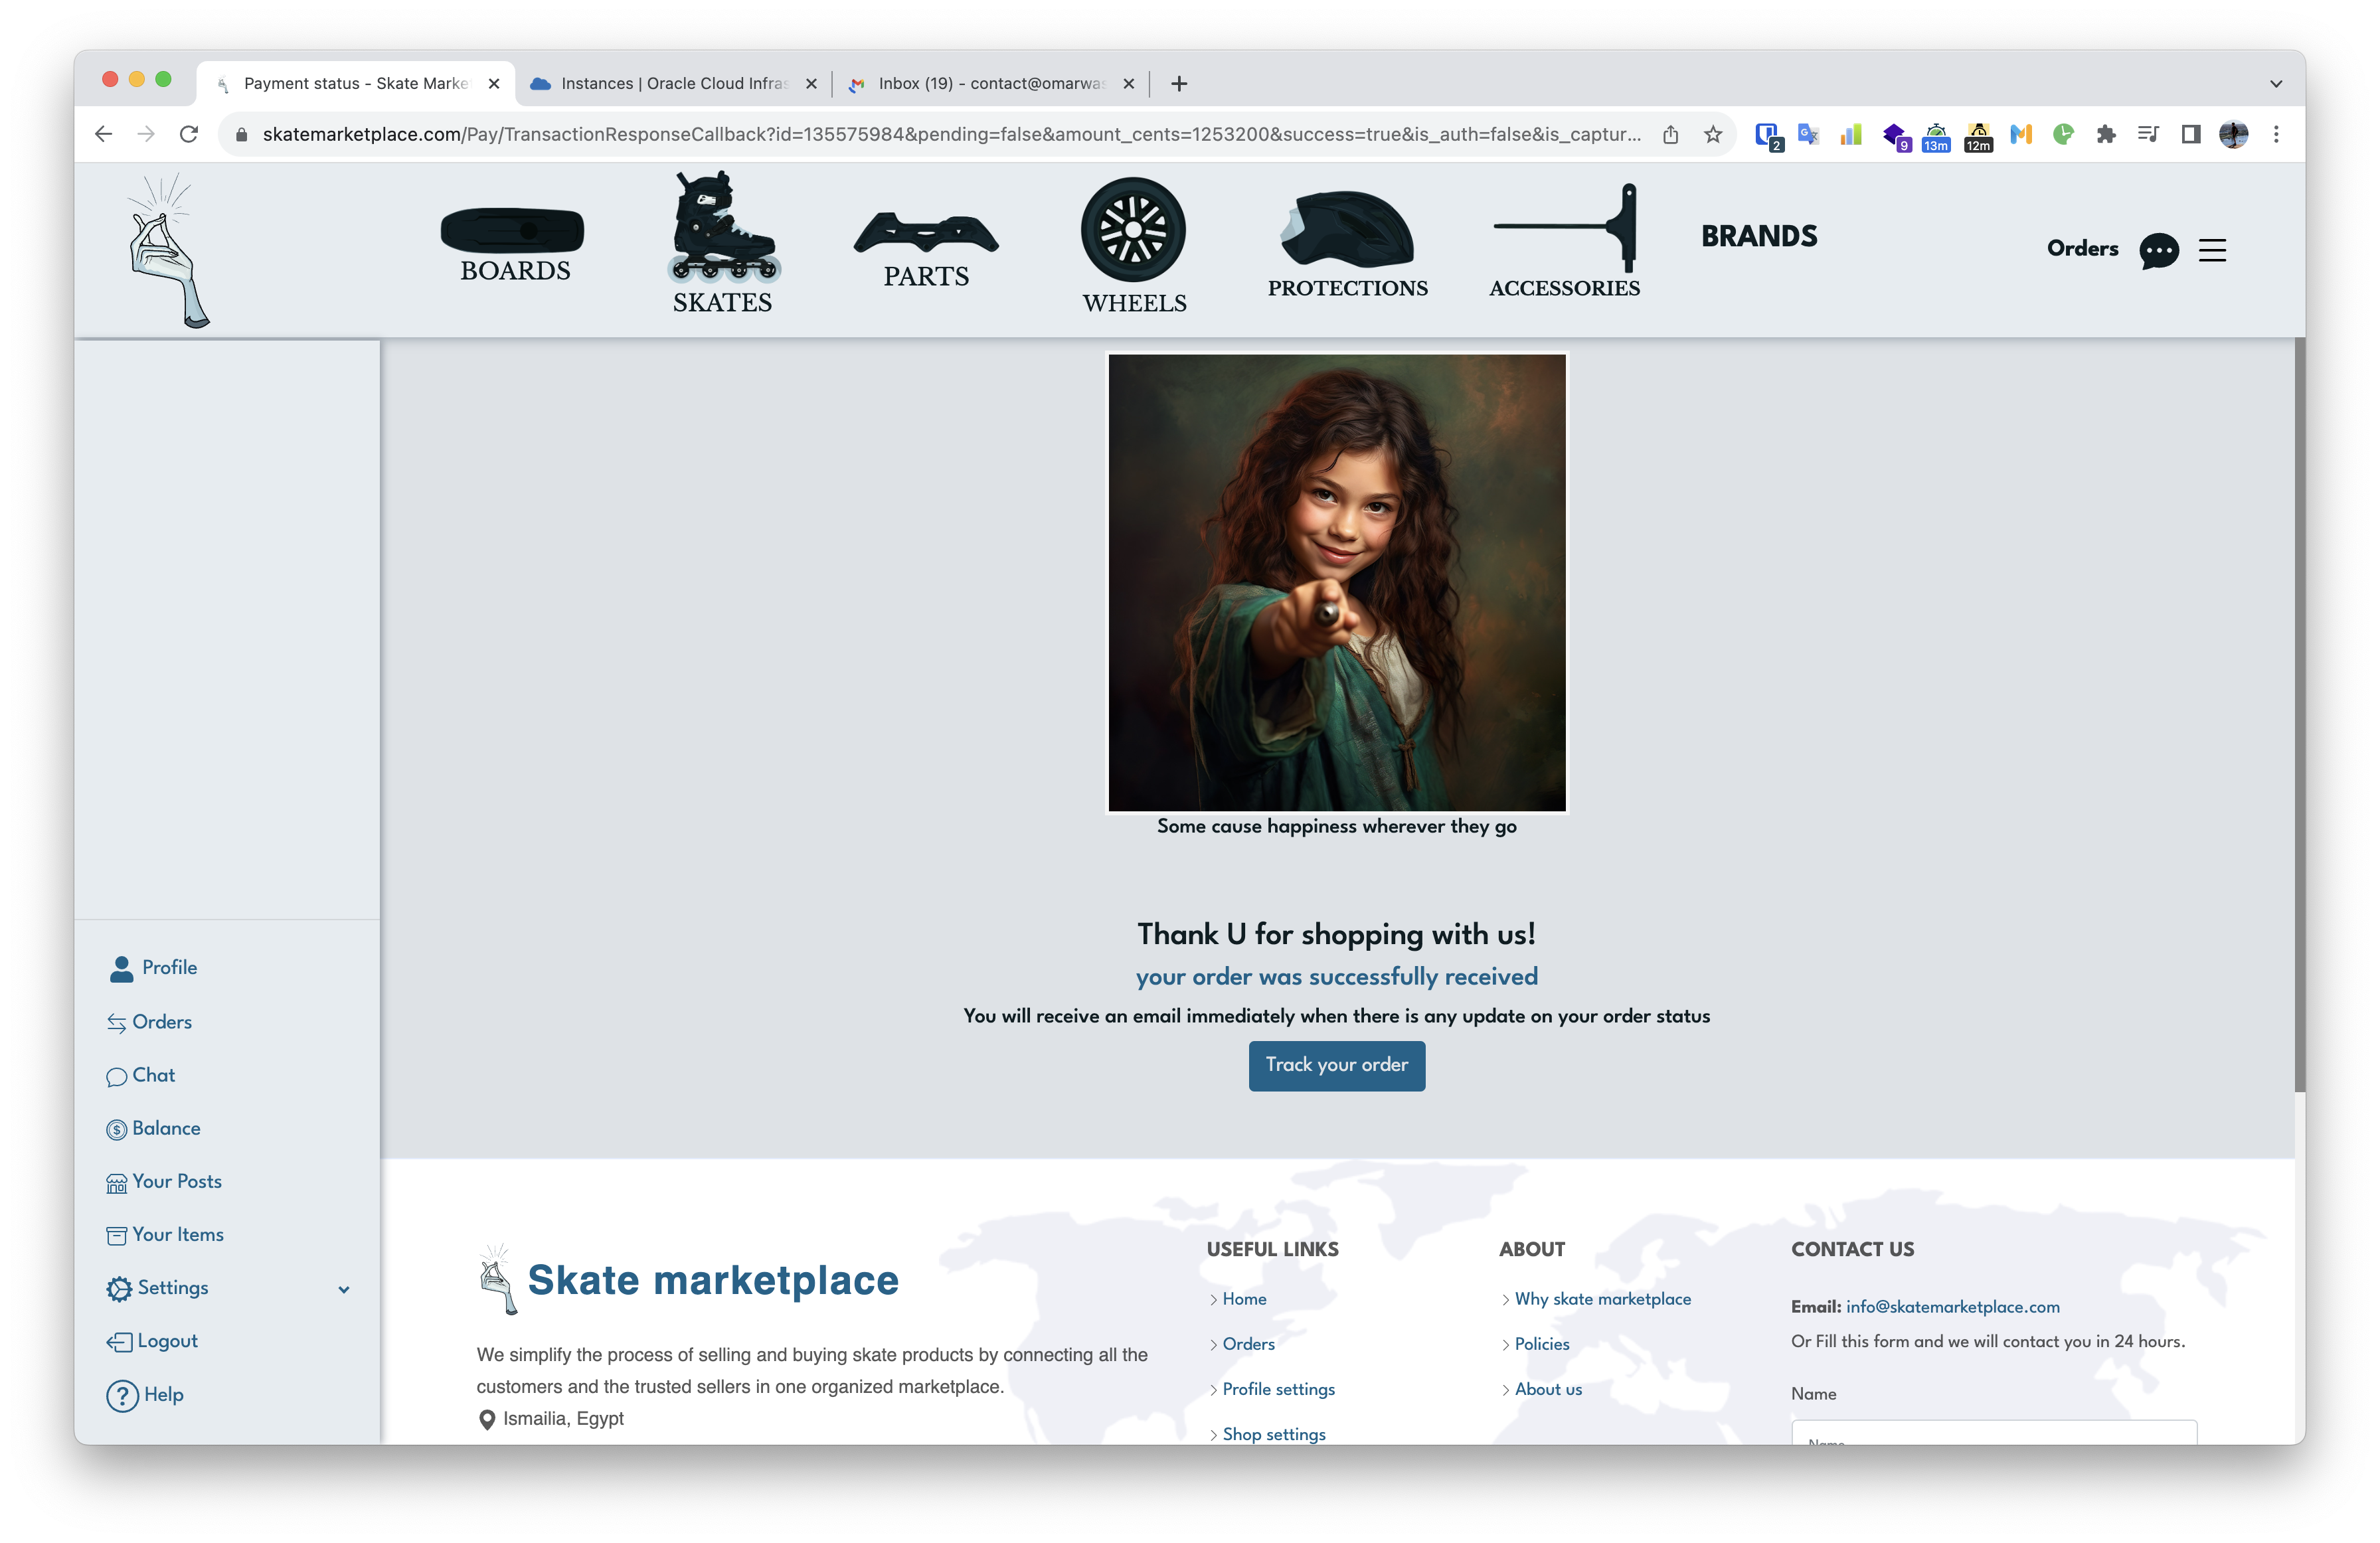 Payment status - Skate Marke
Instances | Oracle Cloud Infras
Inbox (19) - contact@omarwas
skatemarketplace.com/Pay/TransactionResponseCallback?id=135575984&pending=false&amount_cents=1253200&success=true&is_auth=false&is_captur...
2
9
13m
12m
BOARDS
SKATES
PARTS
WHEELS
PROTECTIONS
ACCESSORIES
BRANDS
Orders
Some cause happiness wherever they go
Thank U for shopping with us!
your order was successfully received
You will receive an email immediately when there is any update on your order status
Track your order
Profile
Orders
Chat
Balance
Your Posts
Your Items
Settings
Logout
Help
Skate marketplace
We simplify the process of selling and buying skate products by connecting all the
customers and the trusted sellers in one organized marketplace.
Ismailia, Egypt
USEFUL LINKS
Home
Orders
Profile settings
Shop settings
ABOUT
Why skate marketplace
Policies
About us
CONTACT US
Email: info@skatemarketplace.com
Or Fill this form and we will contact you in 24 hours.
Name
Name